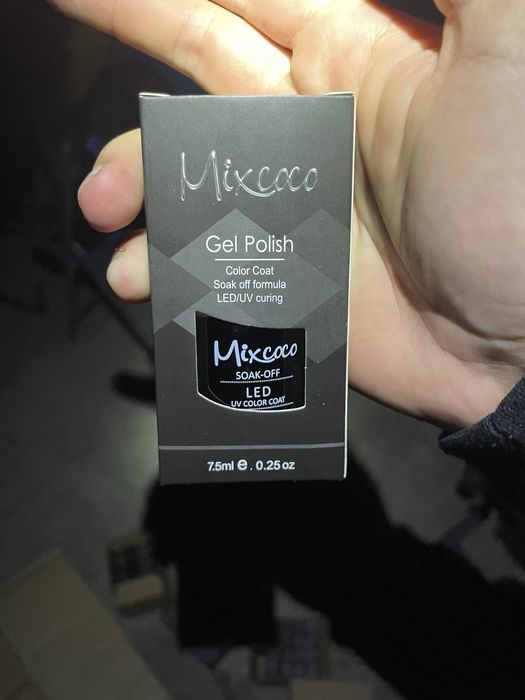 Mixcoco
Gel Polish
Color Coat
Soak off formula
LED/UV curing
Mixcoco
SOAK-OFF
LED
UV COLOR COAT
7.5ml e . 0.25 oz